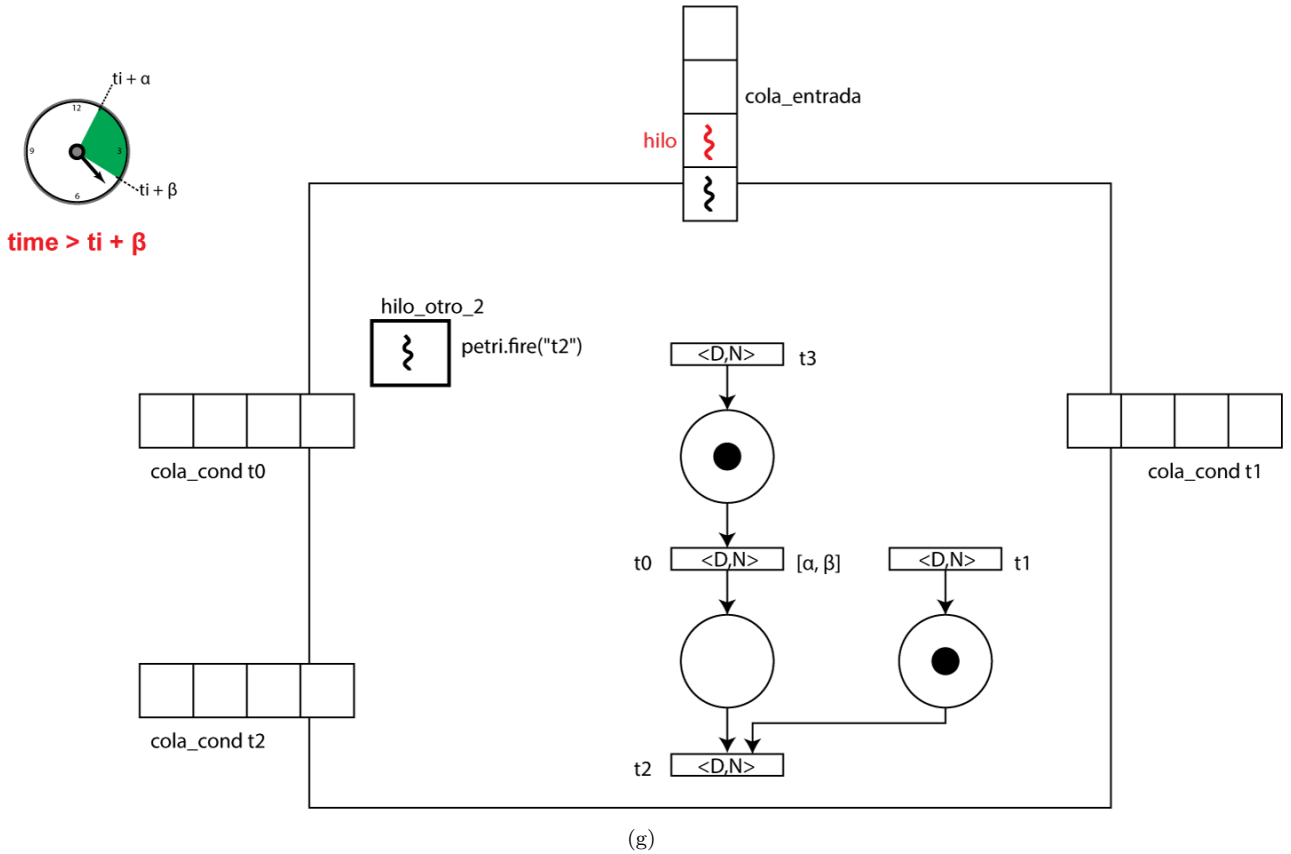 ti + α
12
9
3
6
ti + β
time > ti + β
cola_entrada
hilo
hilo_otro_2
petri.fire("t2")
<D,N>
t3
cola_cond t0
cola_cond t1
t0
<D,N>
[α, β]
<D,N>
t1
cola_cond t2
t2
<D,N>
(g)